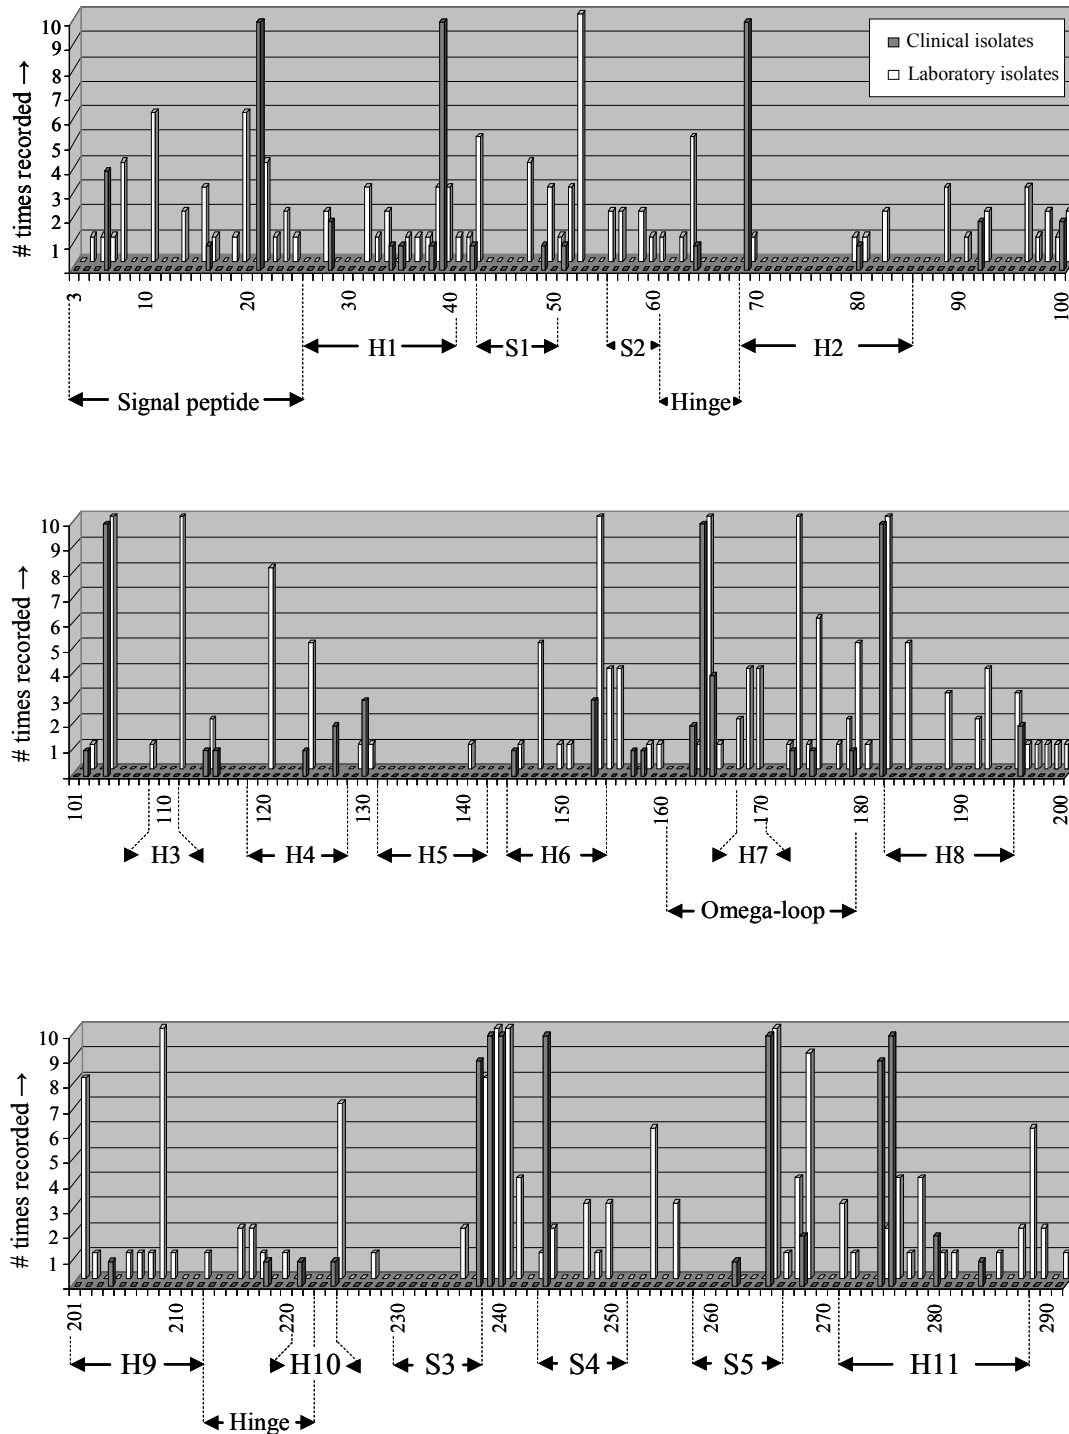 10
9
8
7
6
5
4
3
2
1
# times recorded →
Clinical isolates
Laboratory isolates
3 10 20 30 40 50 60 70 80 90 100
H1 S1 S2 H2
Signal peptide Hinge
10
9
8
7
6
5
4
3
2
1
# times recorded →
101 110 120 130 140 150 160 170 180 190 200
H3 H4 H5 H6 H7 H8
Omega-loop
10
9
8
7
6
5
4
3
2
1
# times recorded →
201 210 220 230 240 250 260 270 280 290
H9 H10 S3 S4 S5 H11
Hinge